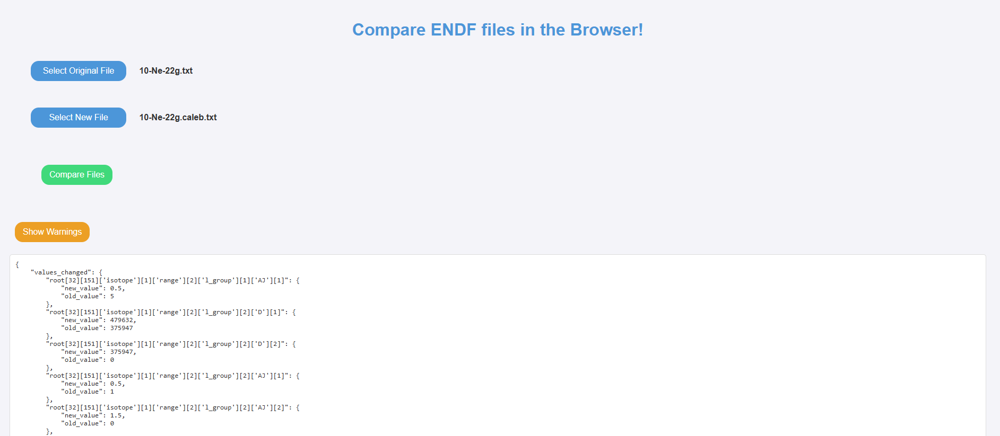 Compare ENDF files in the Browser!
Select Original File 10-Ne-22g.txt
Select New File 10-Ne-22g.caleb.txt
Compare Files
Show Warnings
{
    "values_changed": {
        "root[32][151]['isotope'][1]['range'][2]['l_group'][1]['AJ'][1]": {
            "new_value": 0.5,
            "old_value": 5
        },
        "root[32][151]['isotope'][1]['range'][2]['l_group'][2]['D'][1]": {
            "new_value": 479632,
            "old_value": 375947
        },
        "root[32][151]['isotope'][1]['range'][2]['l_group'][2]['D'][2]": {
            "new_value": 375947,
            "old_value": 0
        },
        "root[32][151]['isotope'][1]['range'][2]['l_group'][2]['AJ'][1]": {
            "new_value": 0.5,
            "old_value": 1
        },
        "root[32][151]['isotope'][1]['range'][2]['l_group'][2]['AJ'][2]": {
            "new_value": 1.5,
            "old_value": 0
        },